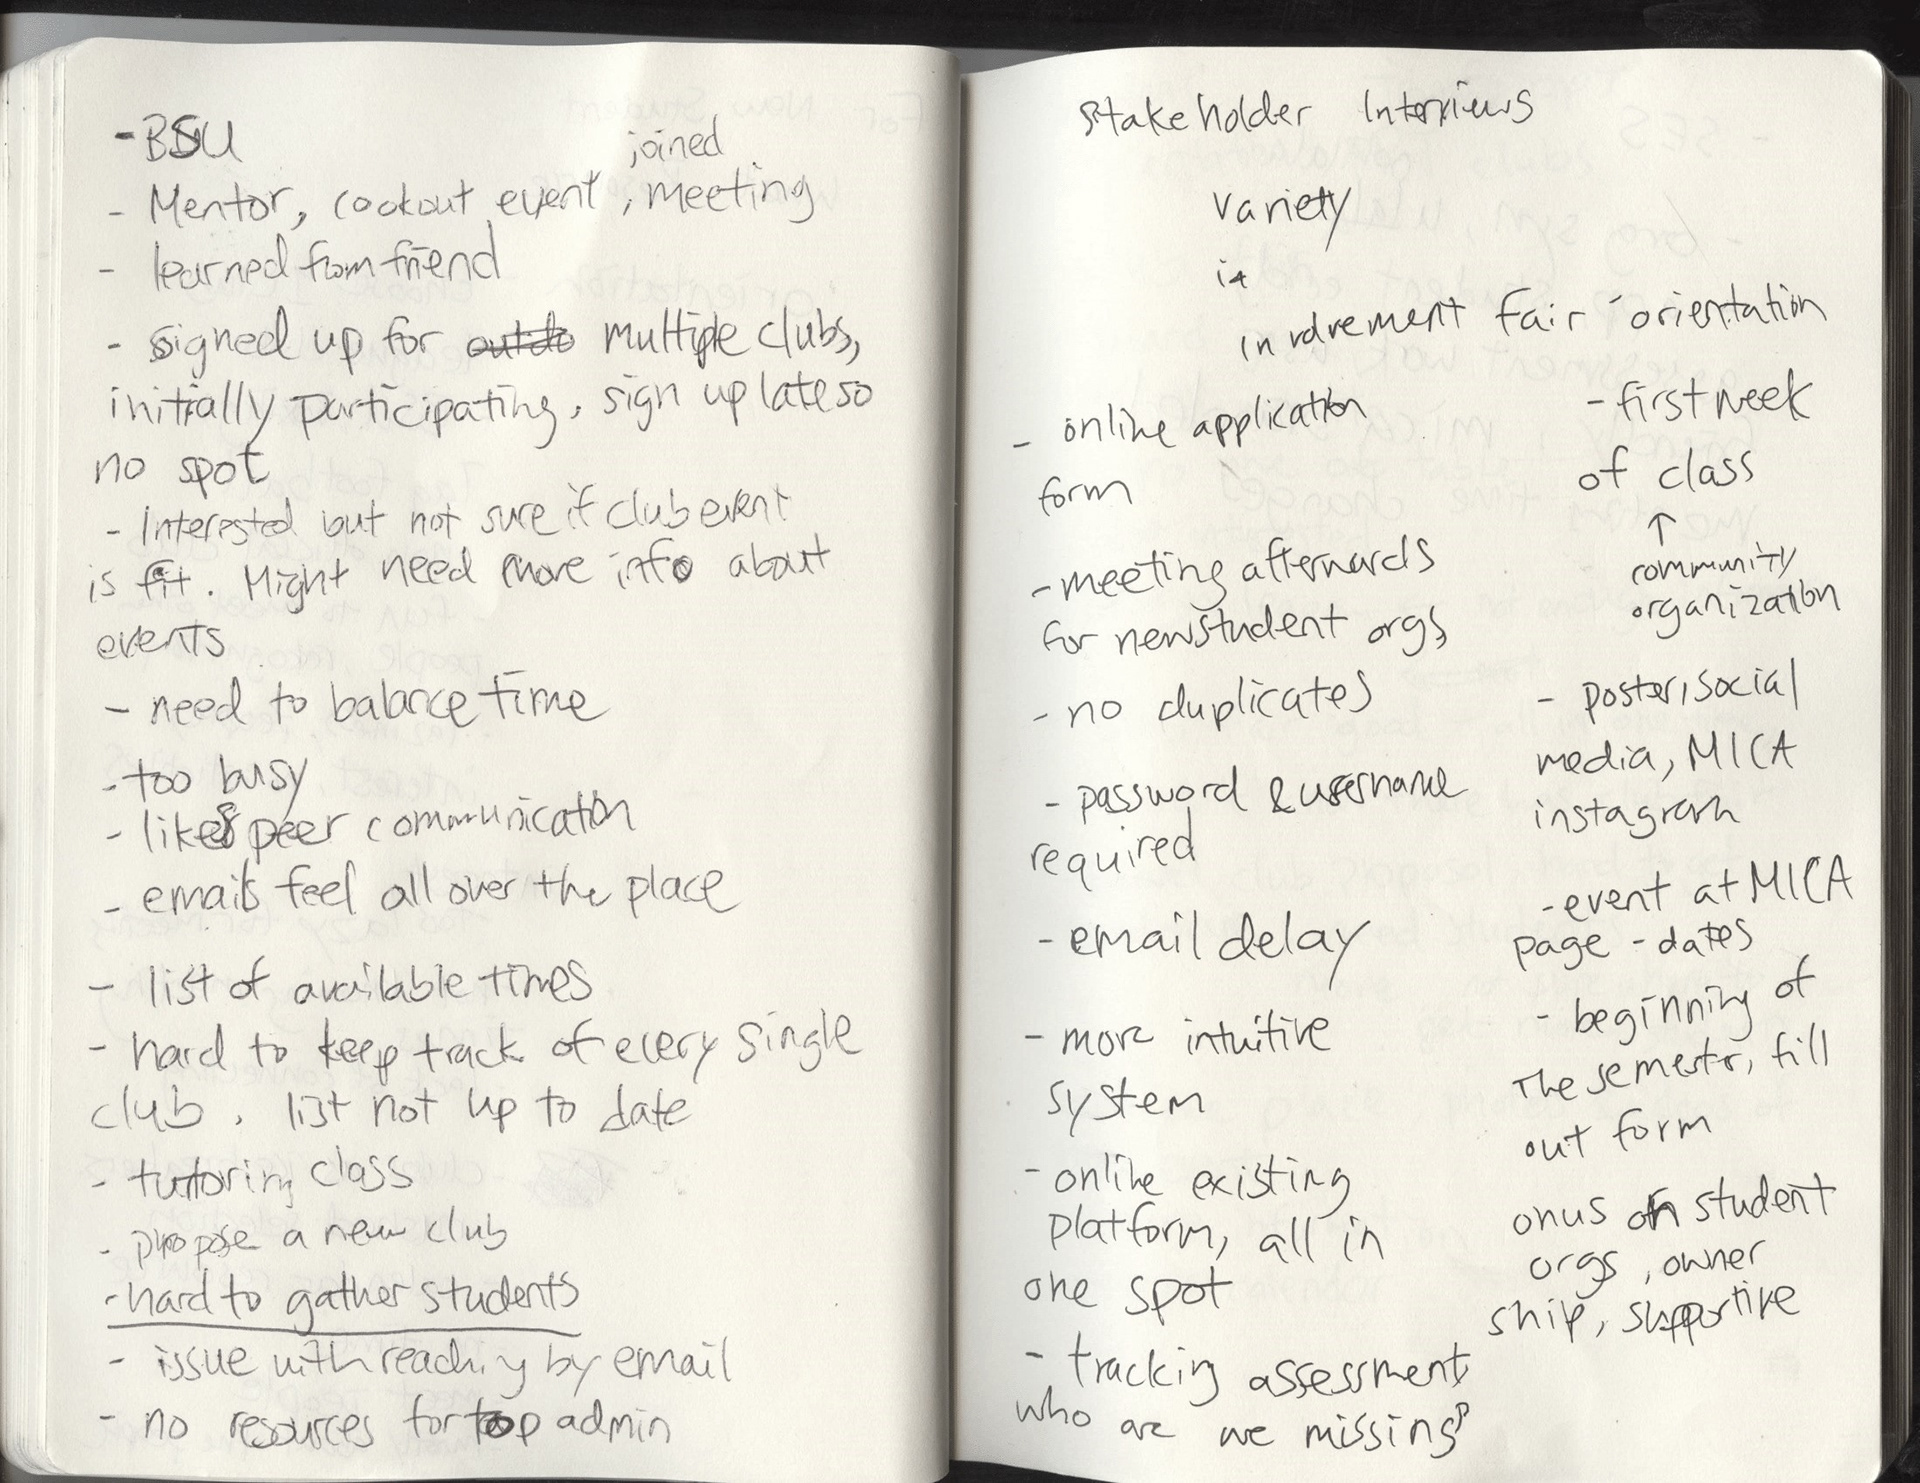 - BSU
joined
- Mentor, cookout event, meeting
- learned from friend
- signed up for multiple clubs,
initially participating, sign up late so
no spot
- Interested but not sure if club event
is fit. Might need more info about
events
- need to balance time
- too busy
- likes peer communication
- emails feel all over the place
- list of available times
- hard to keep track of every single
club. list not up to date
- tutoring class
- propose a new club
- hard to gather students
- issue with reaching by email
- no resources for top admin
Stakeholder Interviews
variety
involvement fair - orientation
- online application
form
- meeting afterwards
for new student orgs
- no duplicates
- password & username
required
- email delay
- more intuitive
system
- online existing
platform, all in
one spot
- tracking assessment,
who are we missing?
- first week
of class
↑
community
organization
- poster, social
media, MICA
instagram
- event at MICA
page - dates
- beginning of
the semester, fill
out form
onus on student
orgs, owner
ship, supportive